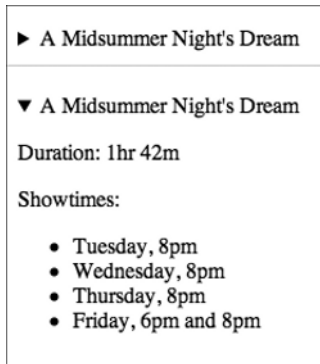 A Midsummer Night's Dream
A Midsummer Night's Dream
Duration: 1hr 42m
Showtimes:
Tuesday, 8pm
Wednesday, 8pm
Thursday, 8pm
Friday, 6pm and 8pm